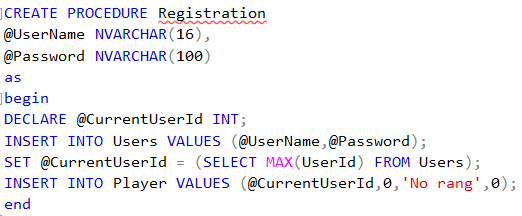 CREATE PROCEDURE Registration
@UserName NVARCHAR(16),
@Password NVARCHAR(100)
as
begin
DECLARE @CurrentUserId INT;
INSERT INTO Users VALUES (@UserName,@Password);
SET @CurrentUserId = (SELECT MAX(UserId) FROM Users);
INSERT INTO Player VALUES (@CurrentUserId,0,'No rang',0);
end